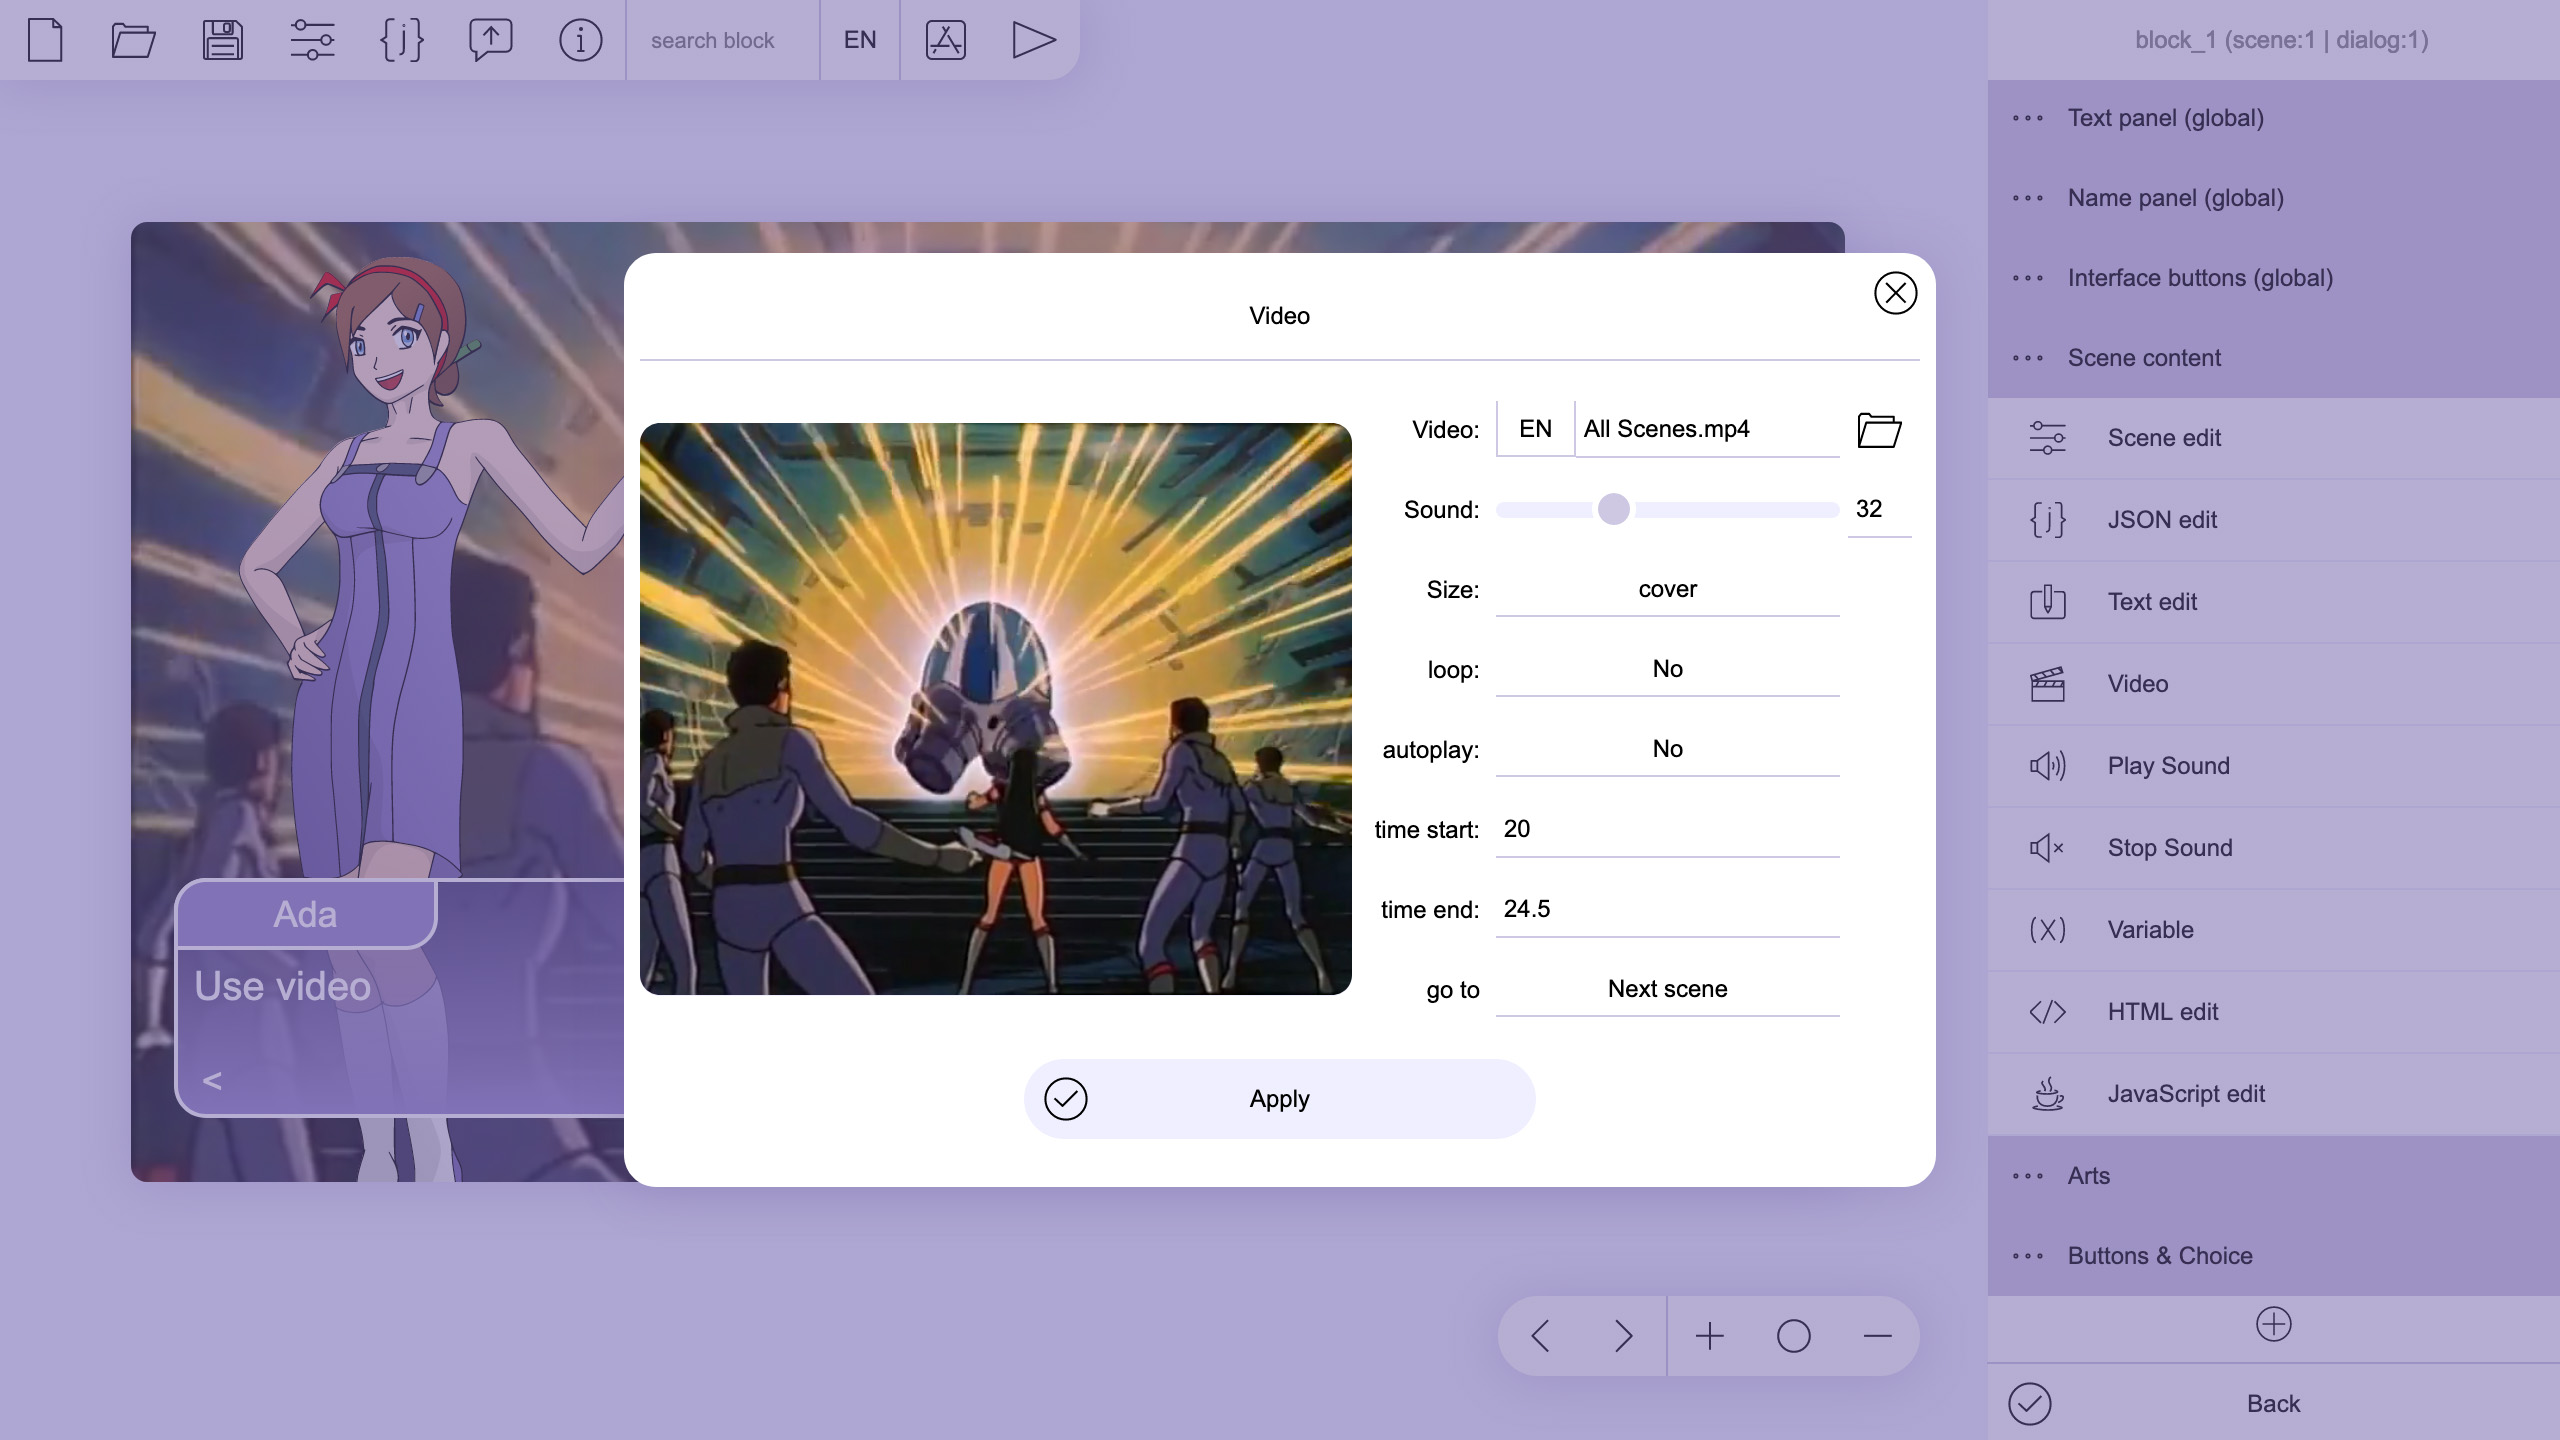 search block
EN
block_1 (scene:1 | dialog:1)
Text panel (global)
Name panel (global)
Interface buttons (global)
Scene content
Scene edit
{j} JSON edit
Text edit
Video
Play Sound
Stop Sound
(X) Variable
</> HTML edit
JavaScript edit
Arts
Buttons & Choice
Back
Ada
Use video
<
Video
Video: EN All Scenes.mp4
Sound: 32
Size: cover
loop: No
autoplay: No
time start: 20
time end: 24.5
go to Next scene
Apply